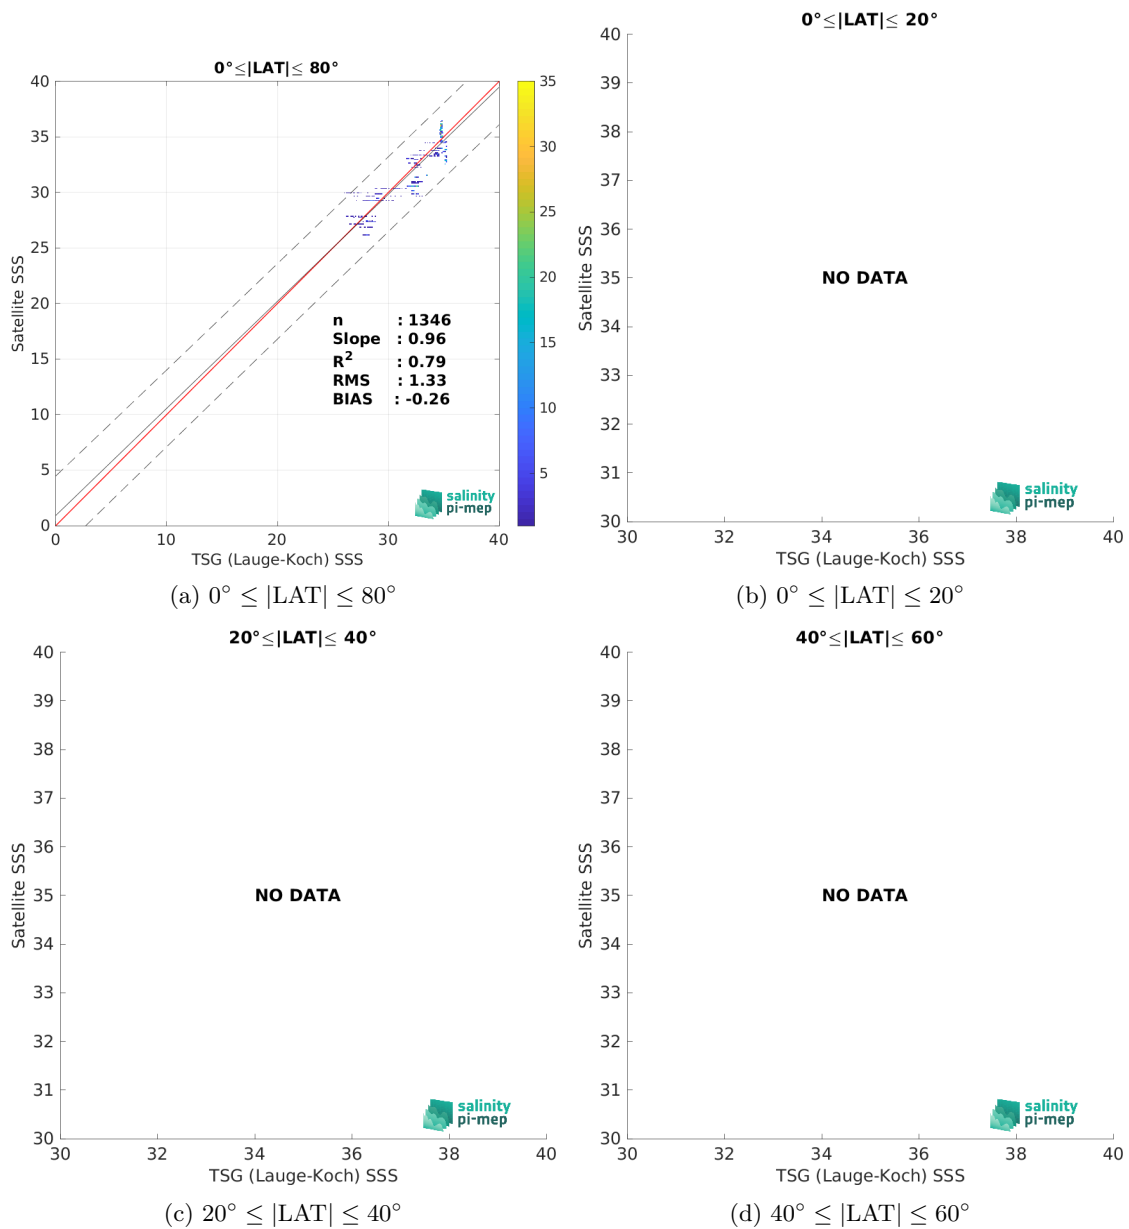 0°≤|LAT|≤ 80°
40
35
30
25
20
15
10
5
0
0
10
20
30
40
Satellite SSS
TSG (Lauge-Koch) SSS
n : 1346
Slope : 0.96
R² : 0.79
RMS : 1.33
BIAS : -0.26
salinity
pi-mep
35
30
25
20
15
10
5
(a) 0° ≤ |LAT| ≤ 80°
0°≤|LAT|≤ 20°
40
39
38
37
36
35
34
33
32
31
30
30
32
34
36
38
40
Satellite SSS
NO DATA
salinity
pi-mep
TSG (Lauge-Koch) SSS
(b) 0° ≤ |LAT| ≤ 20°
20°≤|LAT|≤ 40°
40
39
38
37
36
35
34
33
32
31
30
30
32
34
36
38
40
Satellite SSS
NO DATA
salinity
pi-mep
TSG (Lauge-Koch) SSS
(c) 20° ≤ |LAT| ≤ 40°
40°≤|LAT|≤ 60°
40
39
38
37
36
35
34
33
32
31
30
30
32
34
36
38
40
Satellite SSS
NO DATA
salinity
pi-mep
TSG (Lauge-Koch) SSS
(d) 40° ≤ |LAT| ≤ 60°